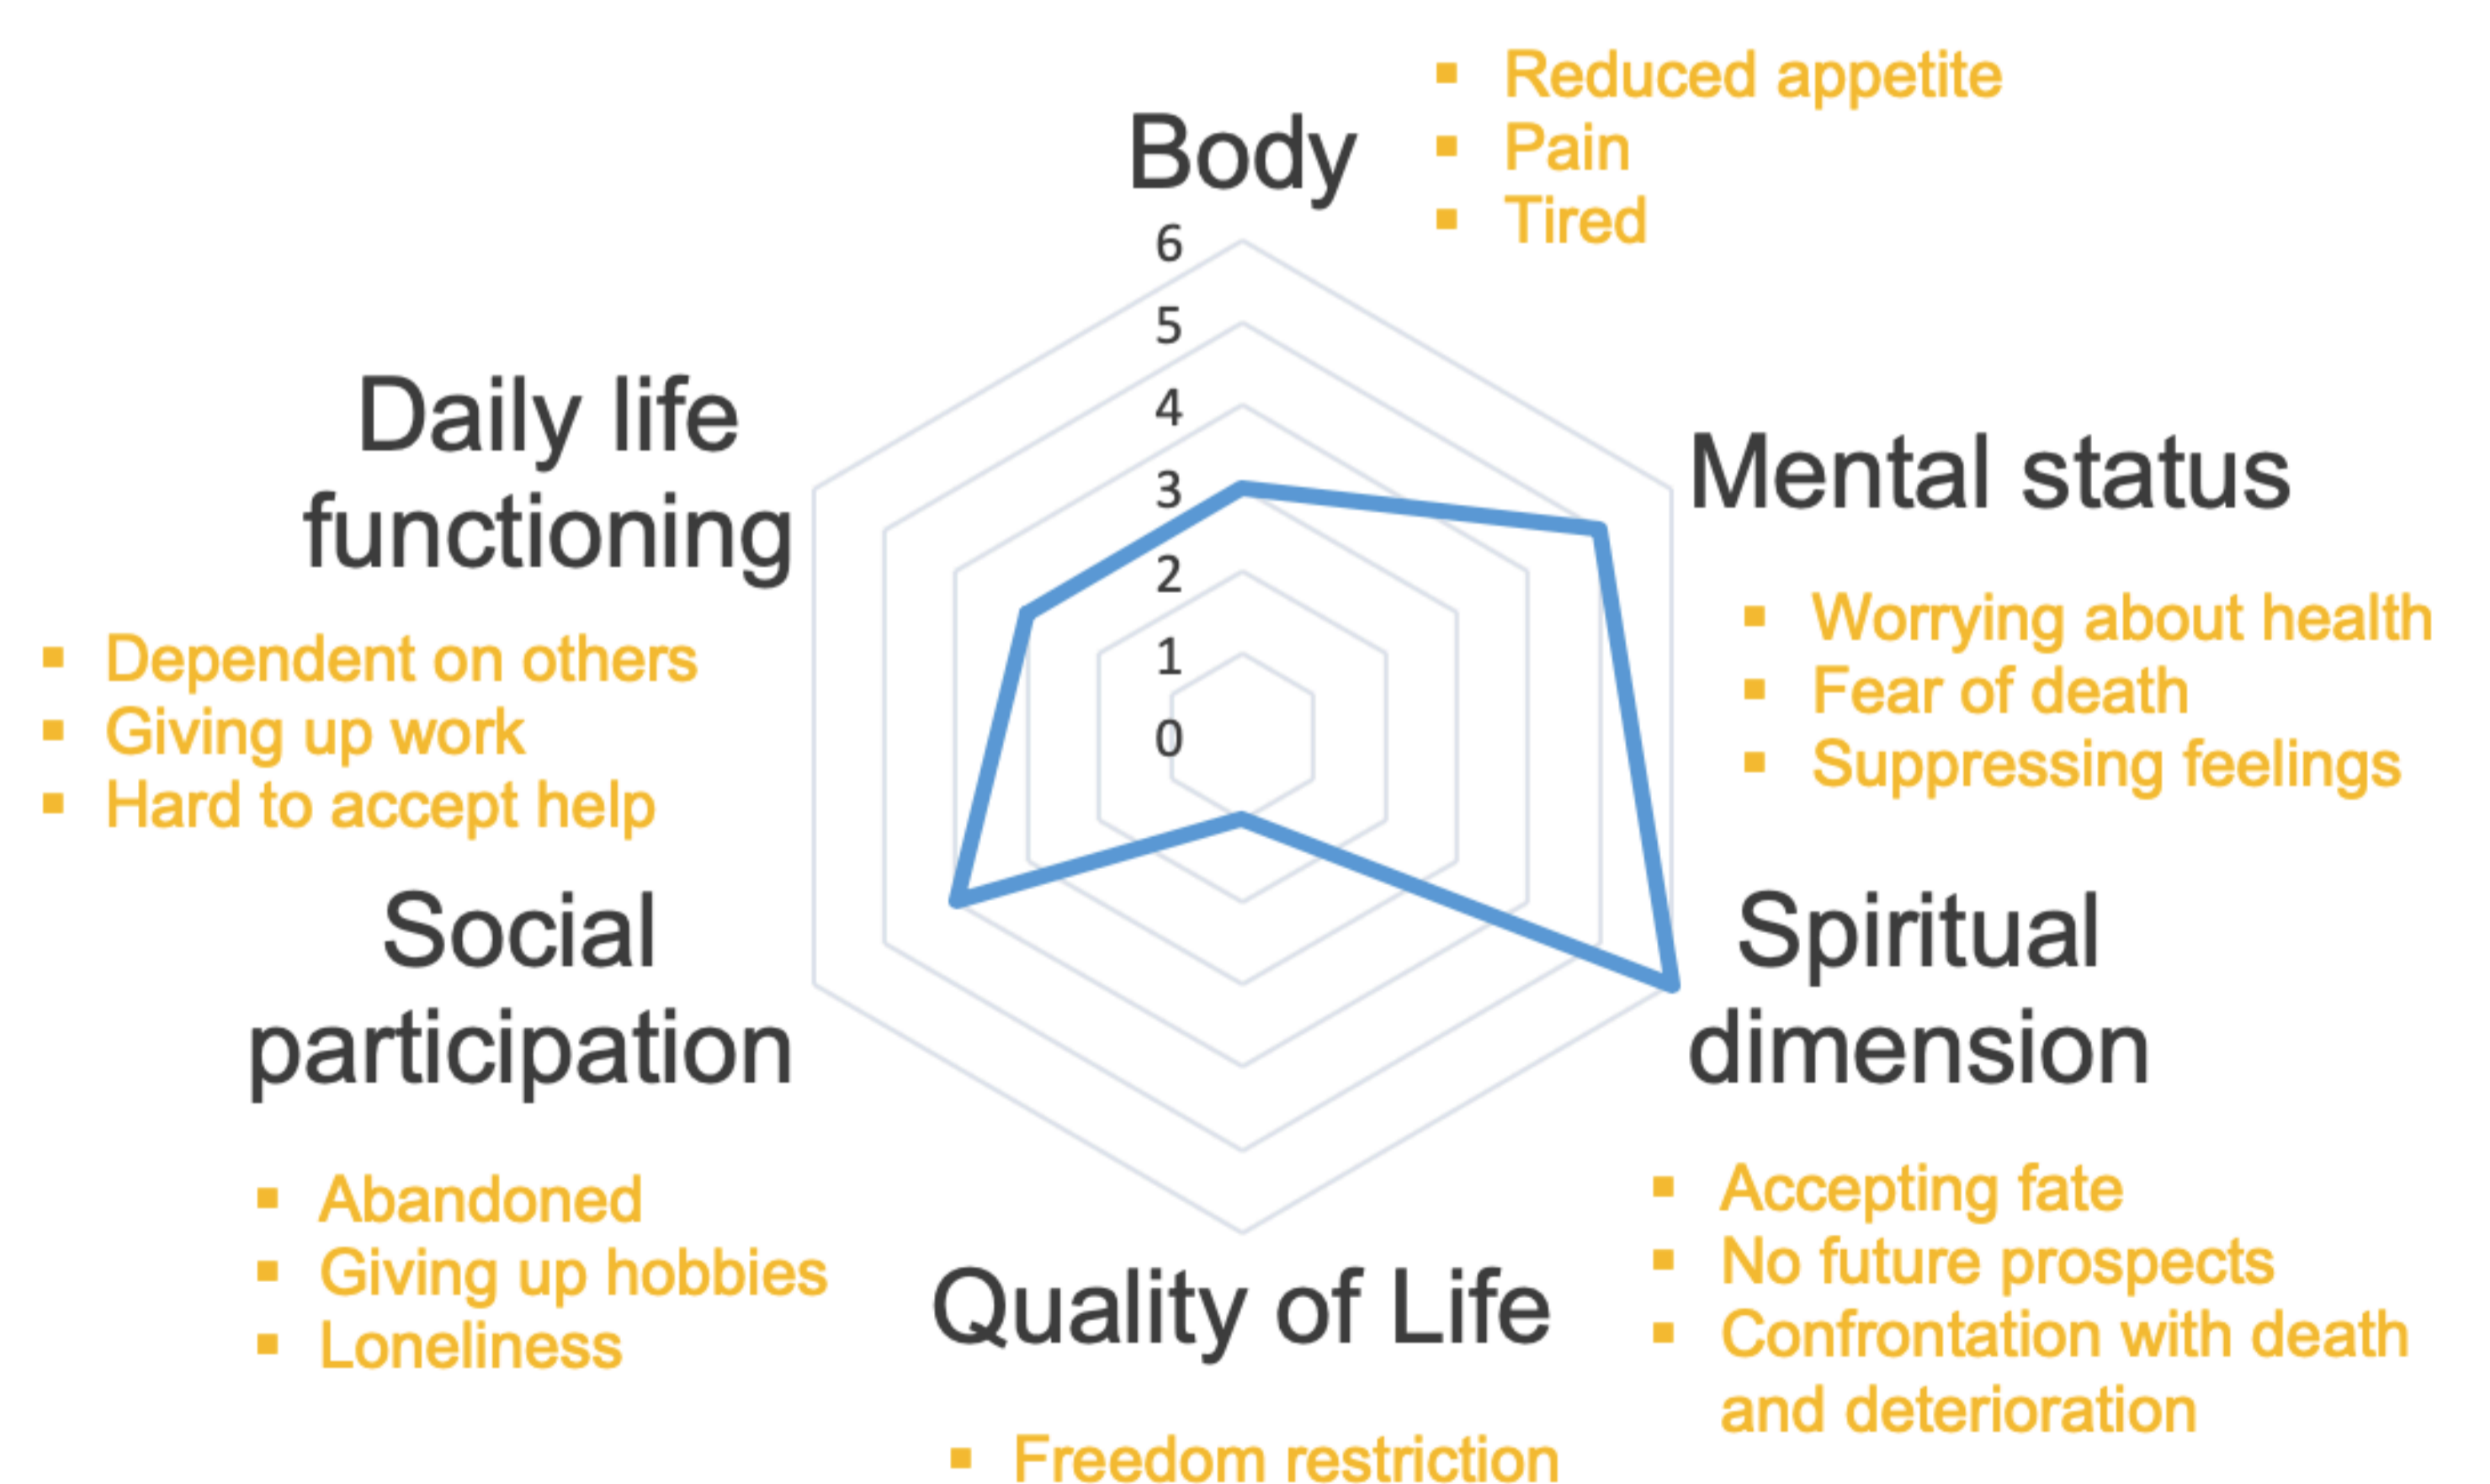 Body
Reduced appetite
Pain
Tired
6
5
4
3
2
1
0
Mental status
Worrying about health
Fear of death
Suppressing feelings
Spiritual
dimension
Accepting fate
No future prospects
Confrontation with death
and deterioration
Quality of Life
Freedom restriction
Social
participation
Abandoned
Giving up hobbies
Loneliness
Daily life
functioning
Dependent on others
Giving up work
Hard to accept help